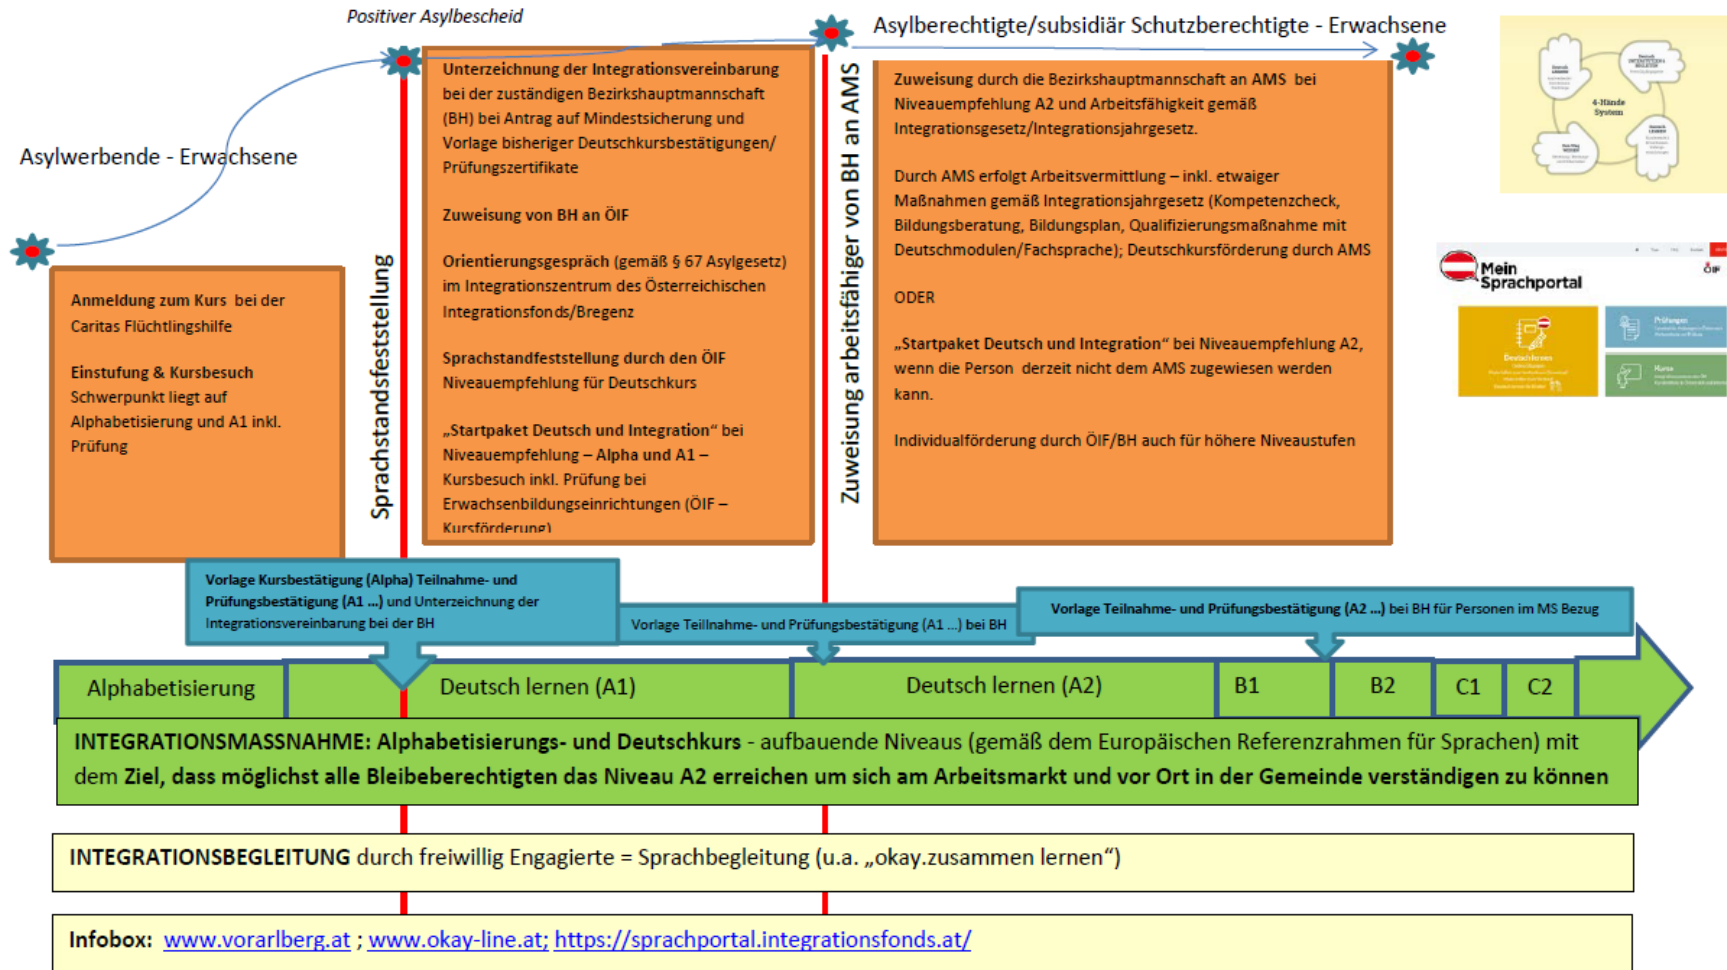 Positiver Asylbescheid
Asylberechtigte/subsidiär Schutzberechtigte - Erwachsene
Asylwerbende - Erwachsene
Anmeldung zum Kurs bei der
Caritas Flüchtlingshilfe
Einstufung & Kursbesuch
Schwerpunkt liegt auf
Alphabetisierung und A1 inkl.
Prüfung
Sprachstandsfeststellung
Unterzeichnung der Integrationsvereinbarung
bei der zuständigen Bezirkshauptmannschaft
(BH) bei Antrag auf Mindestsicherung und
Vorlage bisheriger Deutschkursbestätigungen/
Prüfungszertifikate
Zuweisung von BH an ÖIF
Orientierungsgespräch (gemäß § 67 Asylgesetz)
im Integrationszentrum des Österreichischen
Integrationsfonds/Bregenz
Sprachstandfeststellung durch den ÖIF
Niveauempfehlung für Deutschkurs
„Startpaket Deutsch und Integration“ bei
Niveauempfehlung – Alpha und A1 –
Kursbesuch inkl. Prüfung bei
Erwachsenbildungseinrichtungen (ÖIF –
Kursförderung)
Zuweisung arbeitsfähiger von BH an AMS
Zuweisung durch die Bezirkshauptmannschaft an AMS bei
Niveauempfehlung A2 und Arbeitsfähigkeit gemäß
Integrationsgesetz/Integrationsjahrgesetz.
Durch AMS erfolgt Arbeitsvermittlung – inkl. etwaiger
Maßnahmen gemäß Integrationsjahrgesetz (Kompetenzcheck,
Bildungsberatung, Bildungsplan, Qualifizierungsmaßnahme mit
Deutschmodulen/Fachsprache); Deutschkursförderung durch AMS
ODER
„Startpaket Deutsch und Integration“ bei Niveauempfehlung A2,
wenn die Person derzeit nicht dem AMS zugewiesen werden
kann.
Individualförderung durch ÖIF/BH auch für höhere Niveaustufen
4-Hände
System
Mein
Sprachportal
ÖIF
Deutsch lernen
Prüfungen
Kurse
Vorlage Kursbestätigung (Alpha) Teilnahme- und
Prüfungsbestätigung (A1 ...) und Unterzeichnung der
Integrationsvereinbarung bei der BH
Vorlage Teillnahme- und Prüfungsbestätigung (A1 ...) bei BH
Vorlage Teilnahme- und Prüfungsbestätigung (A2 ...) bei BH für Personen im MS Bezug
Alphabetisierung
Deutsch lernen (A1)
Deutsch lernen (A2)
B1
B2
C1
C2
INTEGRATIONSMASSNAHME: Alphabetisierungs- und Deutschkurs - aufbauende Niveaus (gemäß dem Europäischen Referenzrahmen für Sprachen) mit
dem Ziel, dass möglichst alle Bleibeberechtigten das Niveau A2 erreichen um sich am Arbeitsmarkt und vor Ort in der Gemeinde verständigen zu können
INTEGRATIONSBEGLEITUNG durch freiwillig Engagierte = Sprachbegleitung (u.a. „okay.zusammen lernen“)
Infobox: www.vorarlberg.at ; www.okay-line.at; https://sprachportal.integrationsfonds.at/